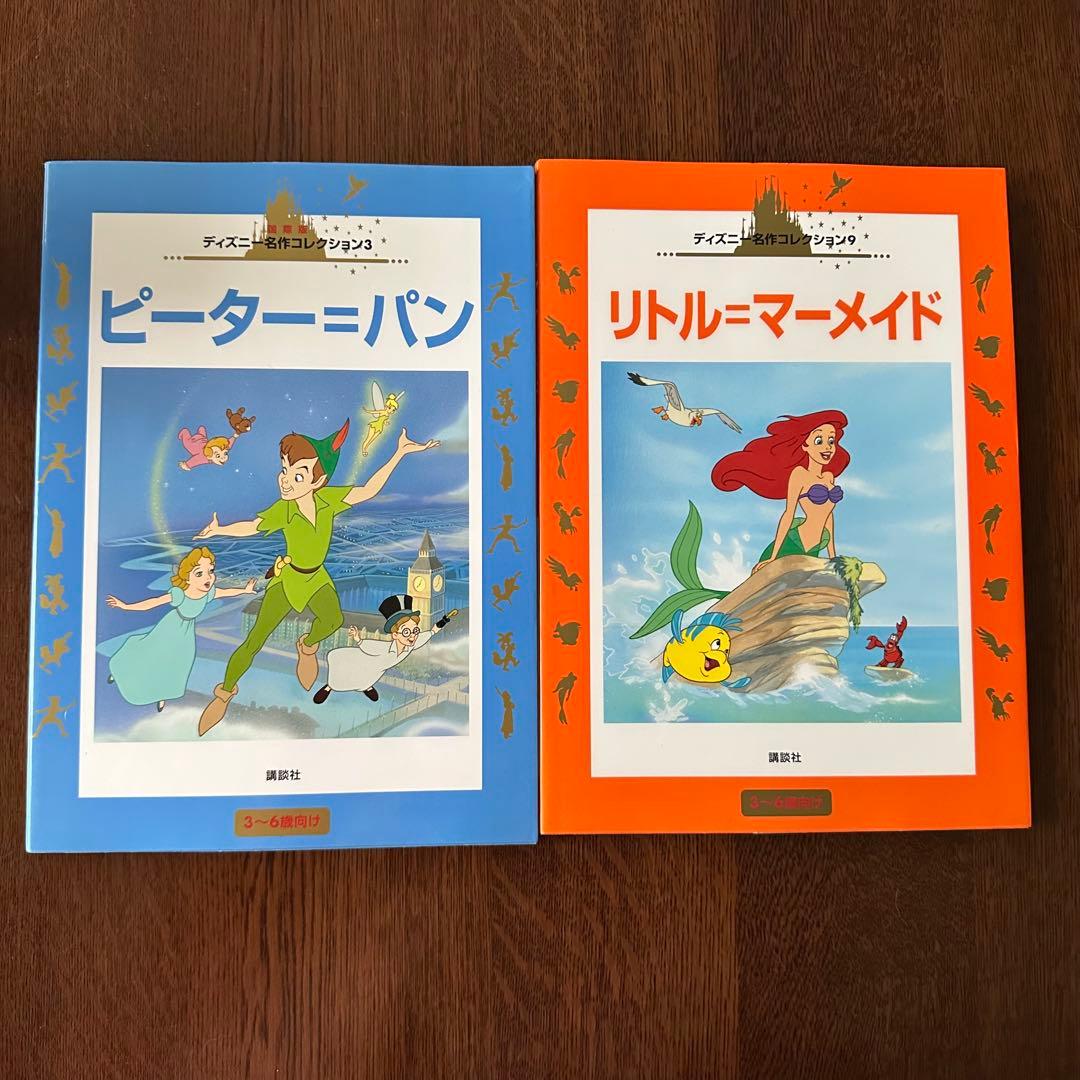 国際版
ディズニー名作コレクション3
ピーター=パン
講談社
3〜6歳向け
ディズニー名作コレクション9
リトル=マーメイド
講談社
3〜6歳向け